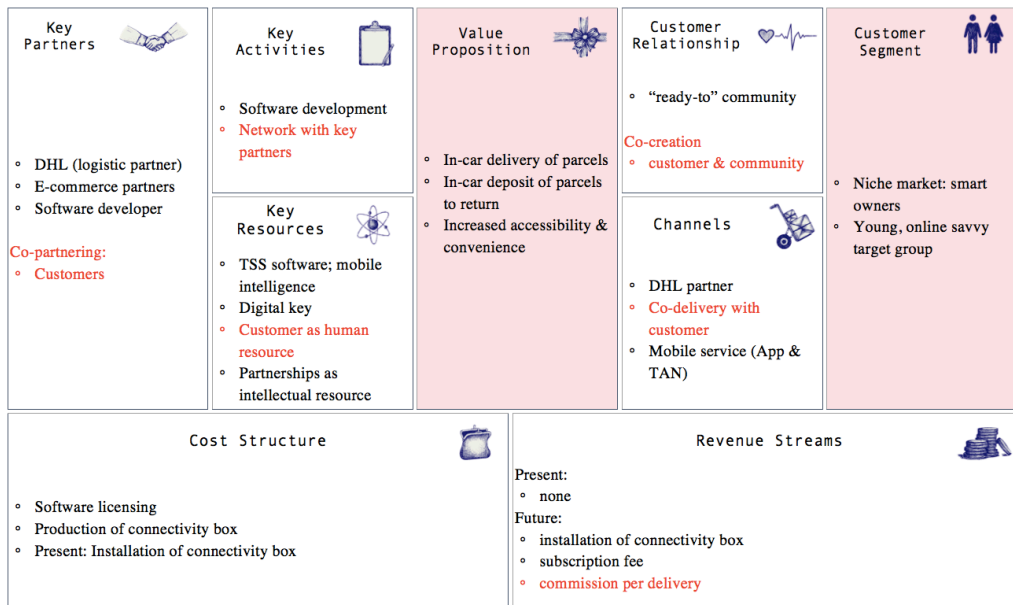 Key
Partners
◦ DHL (logistic partner)
◦ E-commerce partners
◦ Software developer
Co-partnering:
◦ Customers
Key
Activities
◦ Software development
◦ Network with key
partners
Key
Resources
◦ TSS software; mobile
intelligence
◦ Digital key
◦ Customer as human
resource
◦ Partnerships as
intellectual resource
Value
Proposition
◦ In-car delivery of parcels
◦ In-car deposit of parcels
to return
◦ Increased accessibility &
convenience
Customer
Relationship
◦ “ready-to” community
Co-creation
◦ customer & community
Channels
◦ DHL partner
◦ Co-delivery with
customer
◦ Mobile service (App &
TAN)
Customer
Segment
◦ Niche market: smart
owners
◦ Young, online savvy
target group
Cost Structure
◦ Software licensing
◦ Production of connectivity box
◦ Present: Installation of connectivity box
Revenue Streams
Present:
◦ none
Future:
◦ installation of connectivity box
◦ subscription fee
◦ commission per delivery